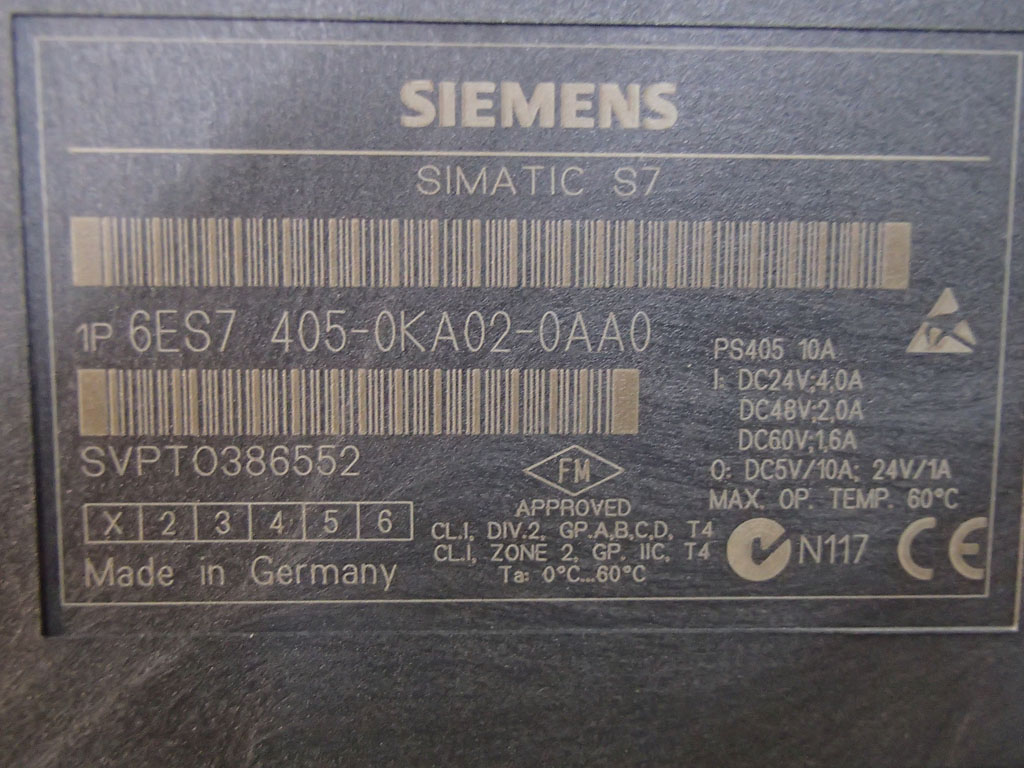 SIEMENS
SIMATIC S7
1P 6ES7 405-0KA02-0AA0
SVPT0386552
X 2 3 4 5 6
Made in Germany
FM
APPROVED
CL.I, DIV.2, GP.A,B,C,D, T4
CL.I, ZONE 2, GP. IIC, T4
Ta: 0°C...60°C
PS405 10A
I: DC24V;4,0A
DC48V;2,0A
DC60V;1,6A
O: DC5V/10A; 24V/1A
MAX. OP. TEMP. 60°C
N117 CE